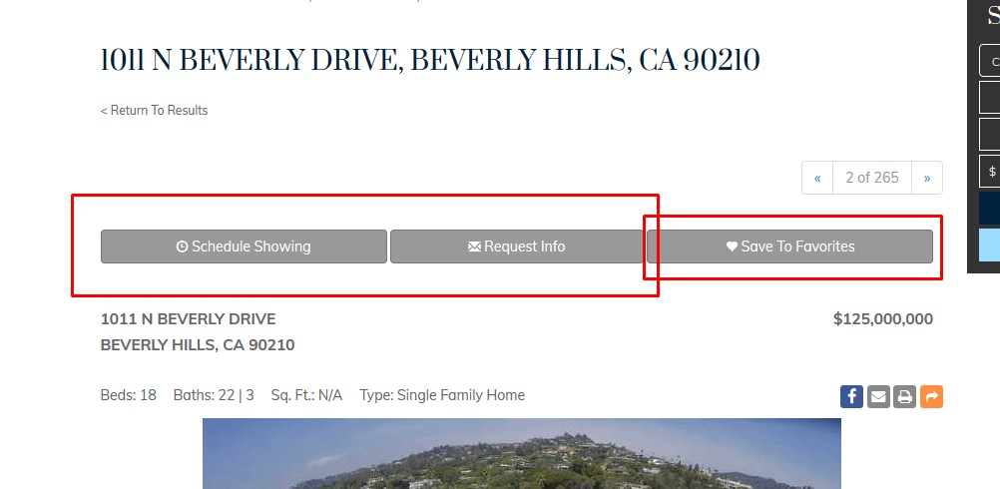 1011 N BEVERLY DRIVE, BEVERLY HILLS, CA 90210
< Return To Results
« 2 of 265 »
Schedule Showing Request Info Save To Favorites
1011 N BEVERLY DRIVE $125,000,000
BEVERLY HILLS, CA 90210
Beds: 18 Baths: 22 | 3 Sq. Ft.: N/A Type: Single Family Home
$